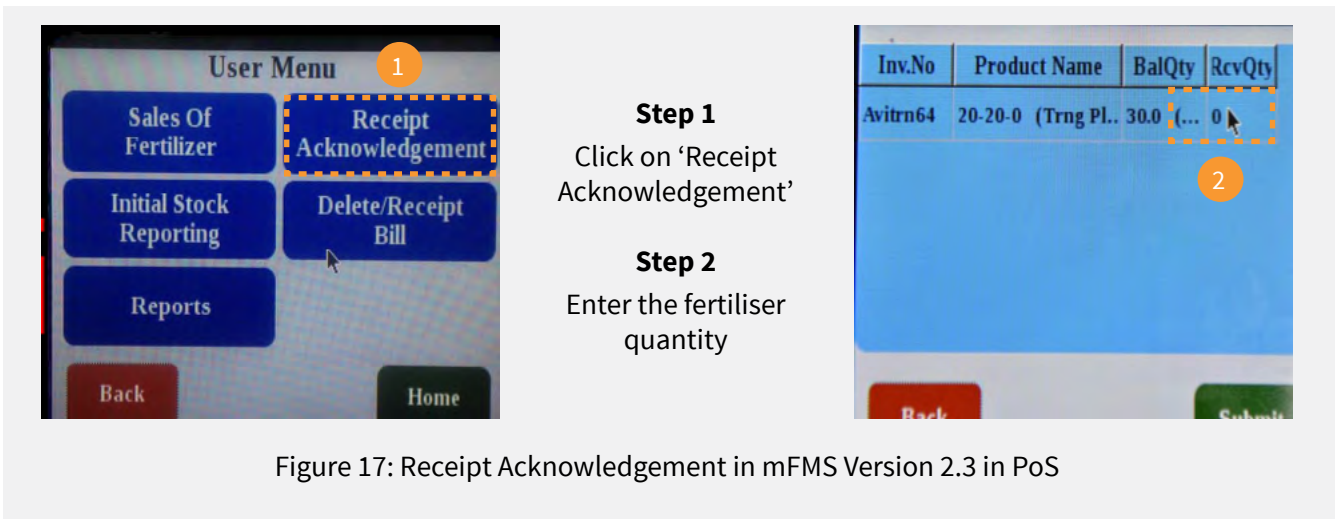 User Menu
1
Sales Of
Fertilizer
Receipt
Acknowledgement
Initial Stock
Reporting
Delete/Receipt
Bill
Reports
Back
Home
Step 1
Click on ‘Receipt
Acknowledgement’
Step 2
Enter the fertiliser
quantity
Inv.No Product Name BalQty RcvQty
Avitrn64 20-20-0 (Trng Pl.. 30.0 (... 0
2
Back
Submit
Figure 17: Receipt Acknowledgement in mFMS Version 2.3 in PoS